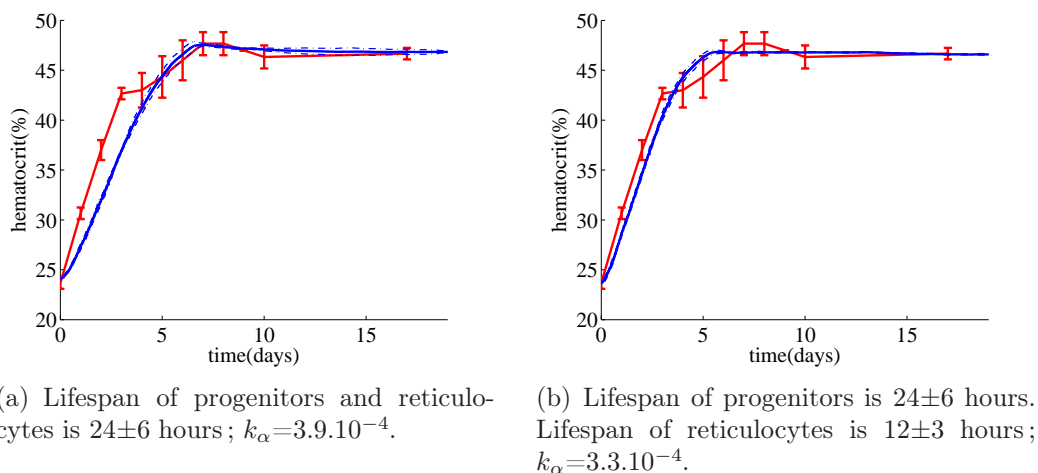 50
45
40
35
30
25
20
hematocrit(%)
0
5
10
15
time(days)
50
45
40
35
30
25
20
hematocrit(%)
0
5
10
15
time(days)
(a) Lifespan of progenitors and reticulo-
cytes is 24±6 hours ; kα=3.9.10−4.
(b) Lifespan of progenitors is 24±6 hours.
Lifespan of reticulocytes is 12±3 hours ;
kα=3.3.10−4.